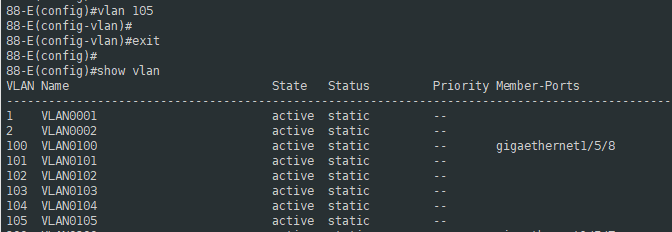 88-E(config)#vlan 105
88-E(config-vlan)#
88-E(config-vlan)#exit
88-E(config)#
88-E(config)#show vlan
VLAN Name State Status Priority Member-Ports
--------------------------------------------------------------------------------
1 VLAN0001 active static --
2 VLAN0002 active static --
100 VLAN0100 active static -- gigaethernet1/5/8
101 VLAN0101 active static --
102 VLAN0102 active static --
103 VLAN0103 active static --
104 VLAN0104 active static --
105 VLAN0105 active static --